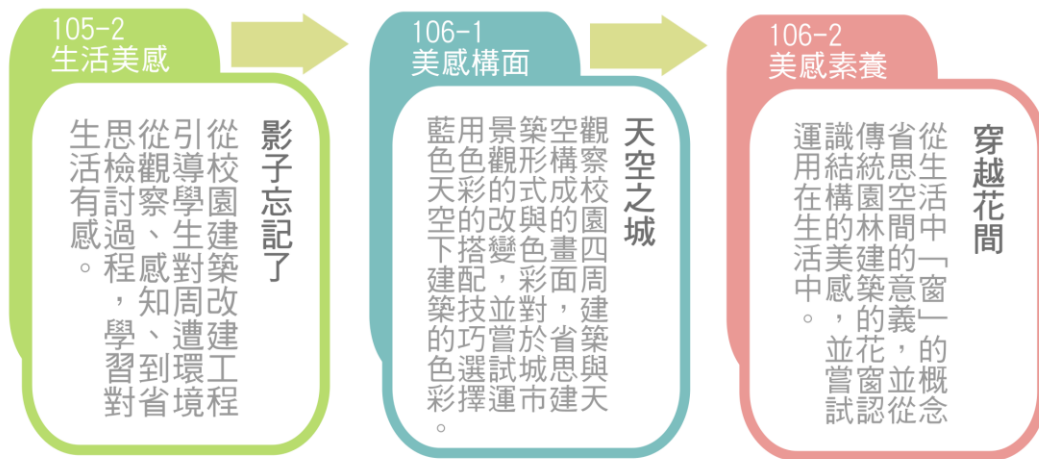 105-2
生活美感
影子忘記了
從校園建築改建工程
引導學生對周遭環境
從觀察、感知、到省
思檢討過程，學習對
生活有感。
106-1
美感構面
天空之城
觀察校園四周建築與天
空構成的畫面，省思建
築形式與色彩對於城市
景觀的改變，並嘗試運
用色彩的搭配技巧選擇
藍色天空下建築的色彩。
106-2
美感素養
穿越花間
從生活中「窗」的概念
省思空間的意義，並從
傳統園林建築的花窗認
識結構的美感，並嘗試
運用在生活中。